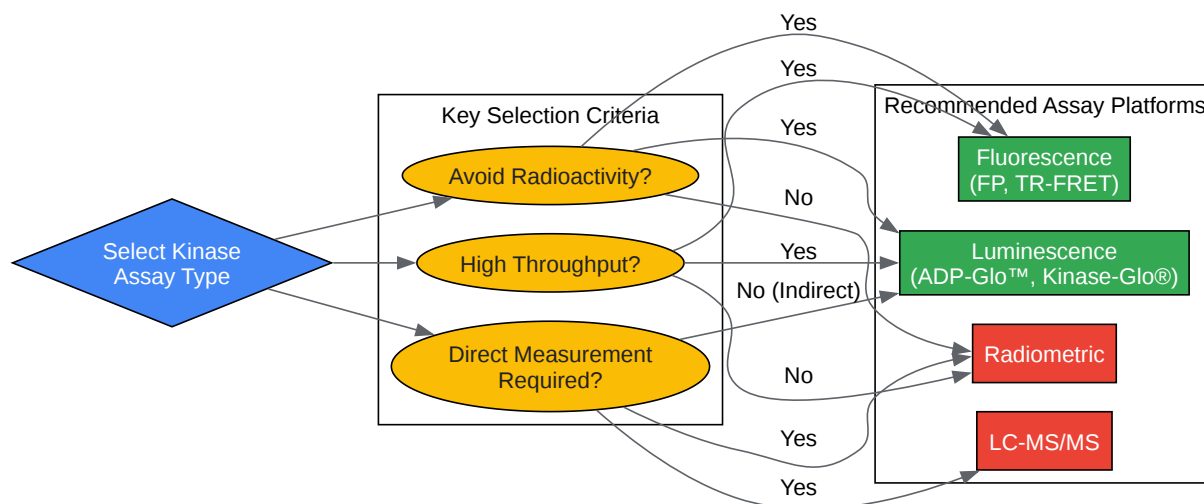 Select Kinase
Assay Type
Key Selection Criteria
Avoid Radioactivity?
High Throughput?
Direct Measurement
Required?
Yes
Yes
Yes
No
Yes
No (Indirect)
No
Yes
Yes
Recommended Assay Platforms
Fluorescence
(FP, TR-FRET)
Luminescence
(ADP-Glo™, Kinase-Glo®)
Radiometric
LC-MS/MS